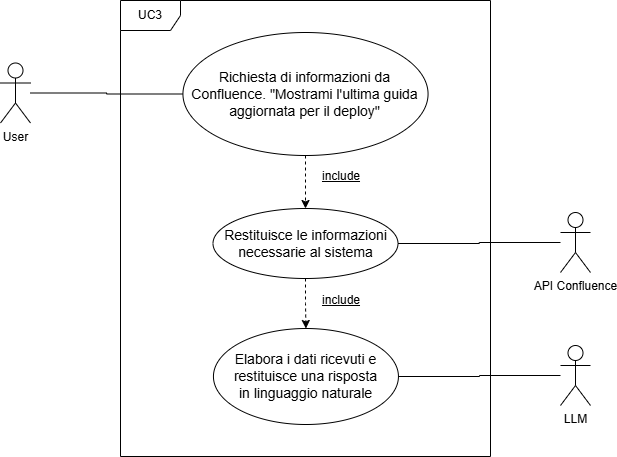 UC3
Richiesta di informazioni da
Confluence. "Mostrami l'ultima guida
aggiornata per il deploy"
User
include
Restituisce le informazioni
necessarie al sistema
API Confluence
include
Elabora i dati ricevuti e
restituisce una risposta
in linguaggio naturale
LLM